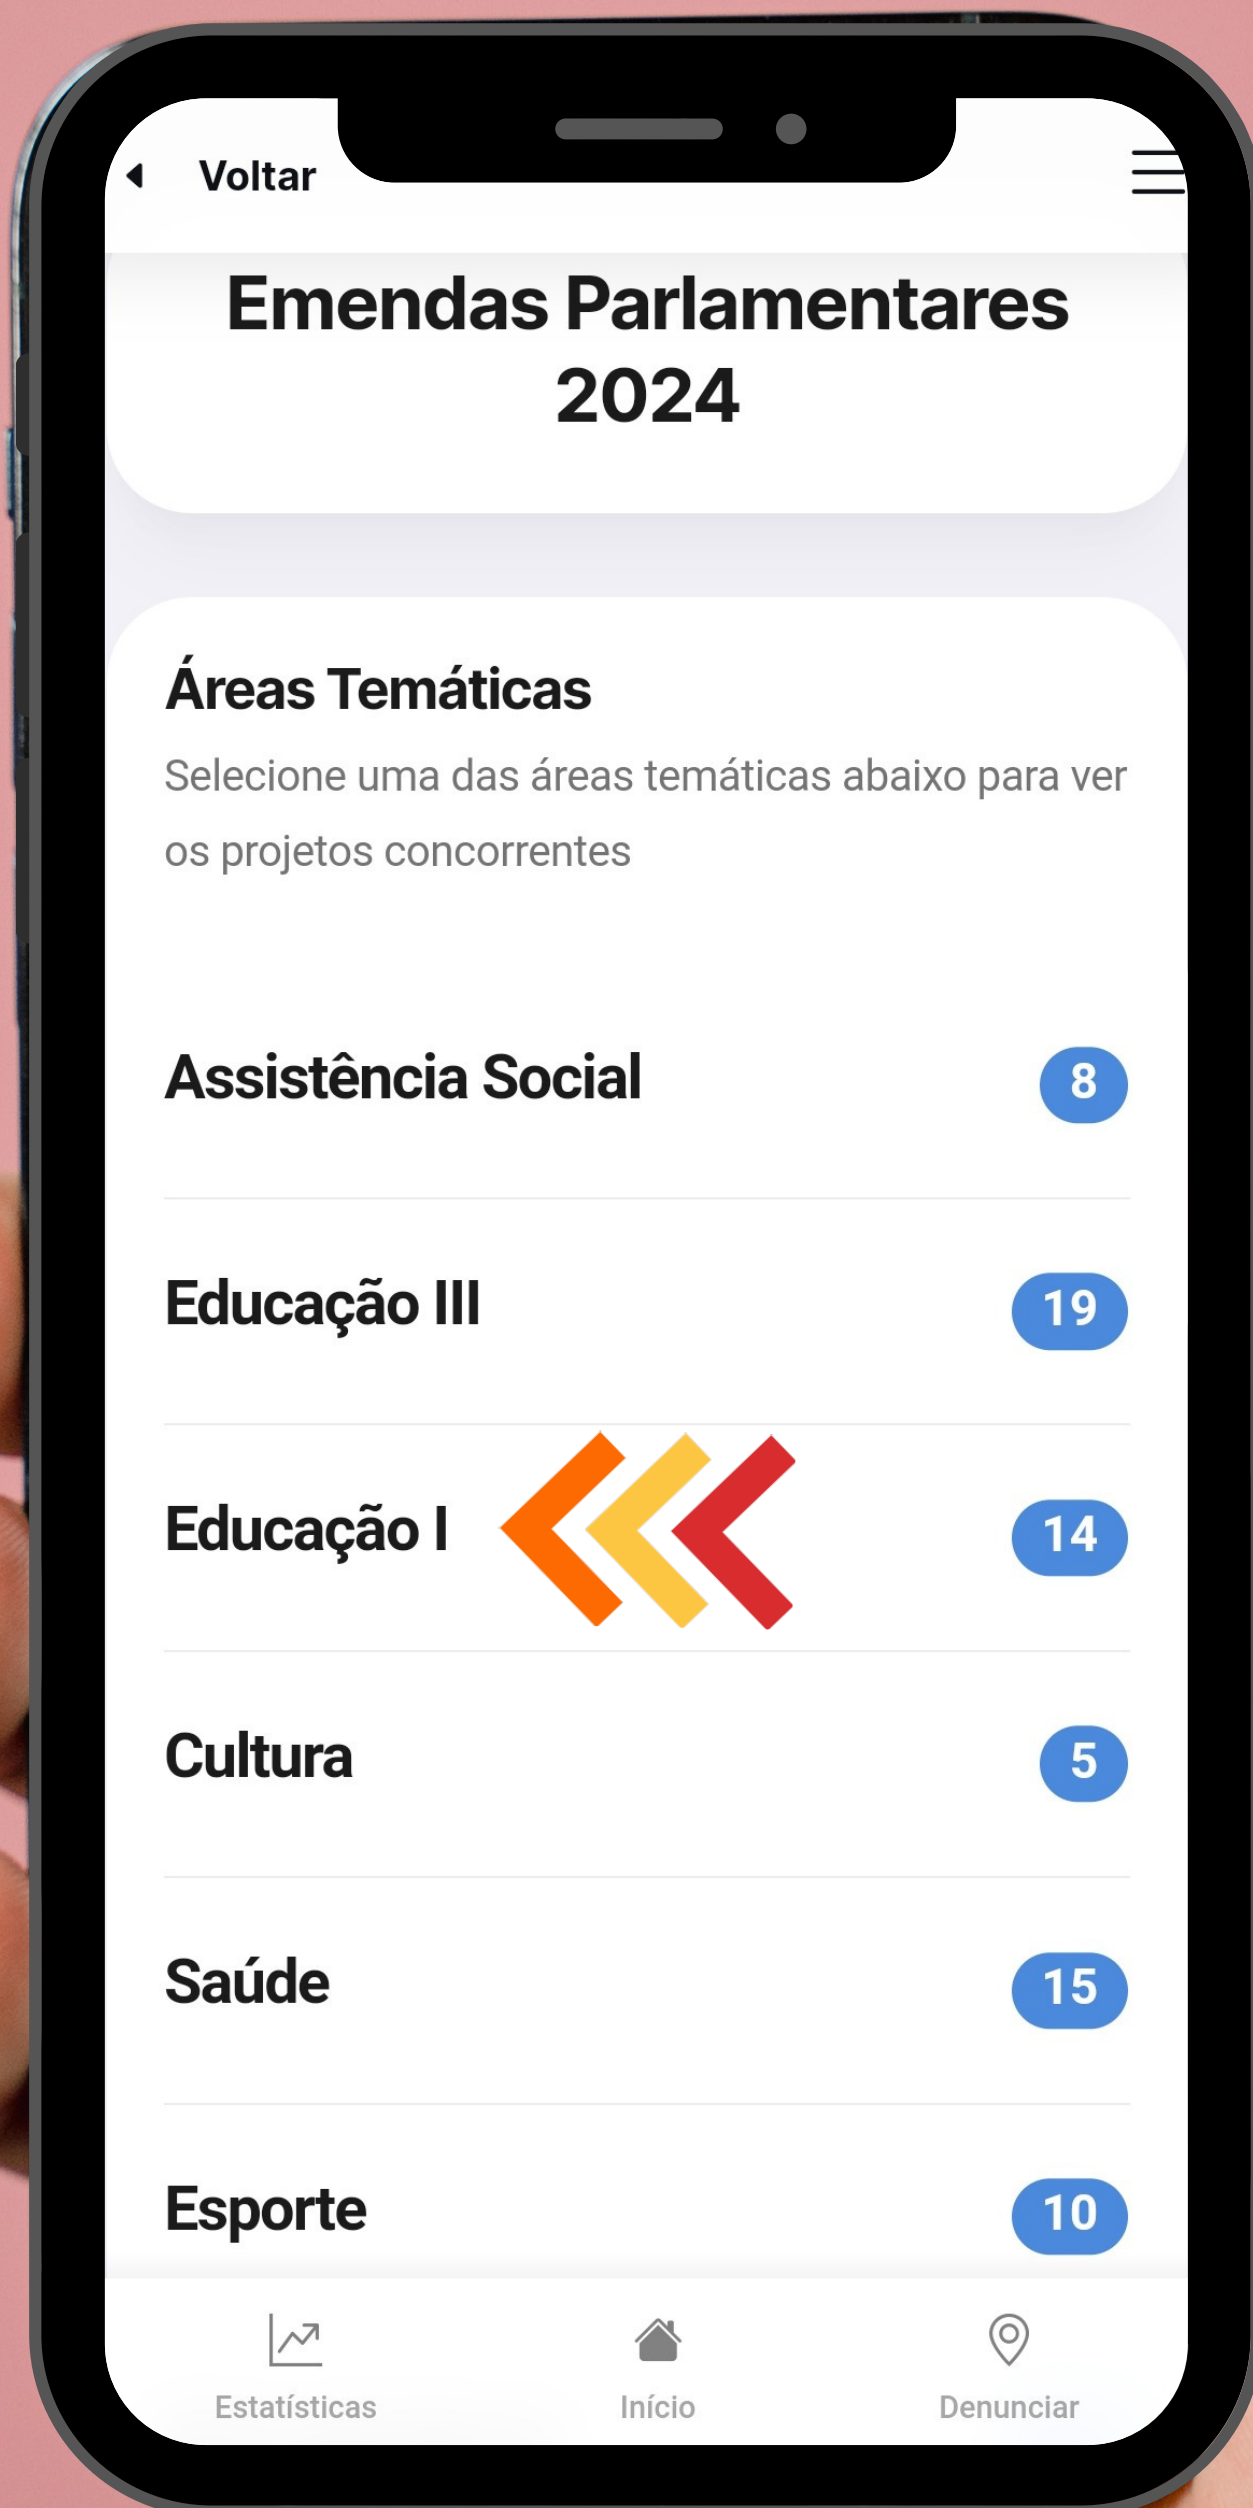 Voltar
Emendas Parlamentares
2024
Áreas Temáticas
Selecione uma das áreas temáticas abaixo para ver
os projetos concorrentes
Assistência Social 8
Educação III 19
Educação I 14
Cultura 5
Saúde 15
Esporte 10
Estatísticas Início Denunciar